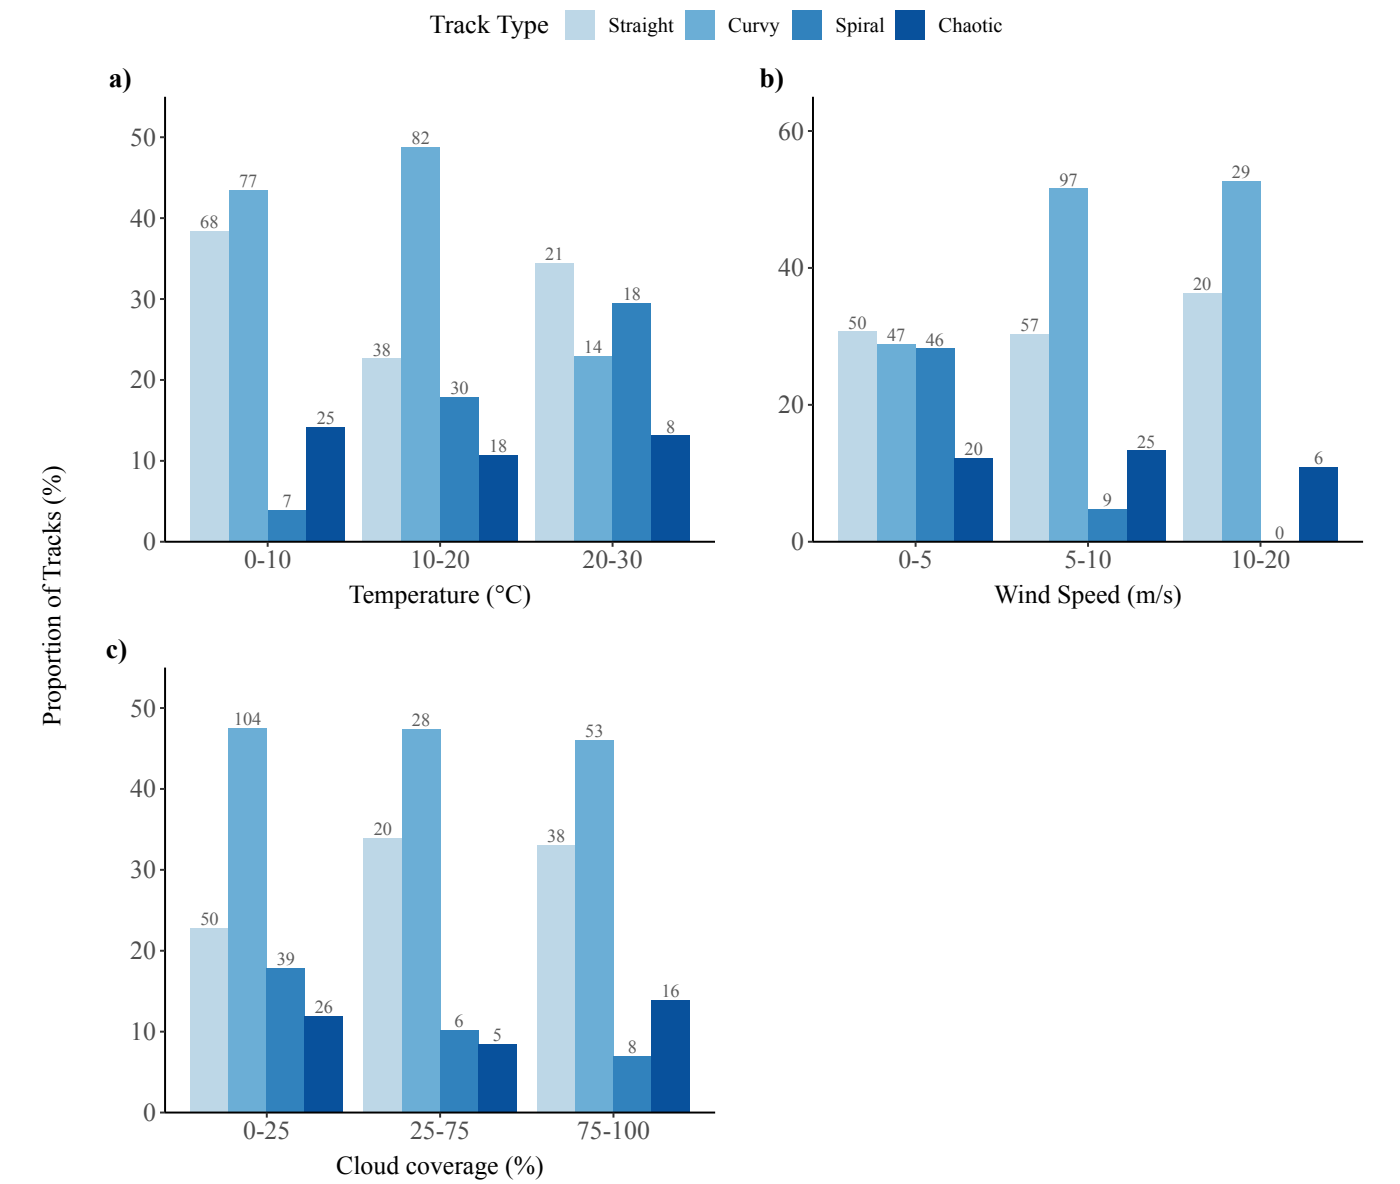 Track Type Straight Curvy Spiral Chaotic
a)
50
40
30
20
10
0
68 77 7 25
38 82 30 18
21 14 18 8
0-10 10-20 20-30
Temperature (°C)
b)
60
40
20
0
50 47 46 20
57 97 9 25
20 29 0 6
0-5 5-10 10-20
Wind Speed (m/s)
Proportion of Tracks (%)
c)
50
40
30
20
10
0
50 104 39 26
20 28 6 5
38 53 8 16
0-25 25-75 75-100
Cloud coverage (%)